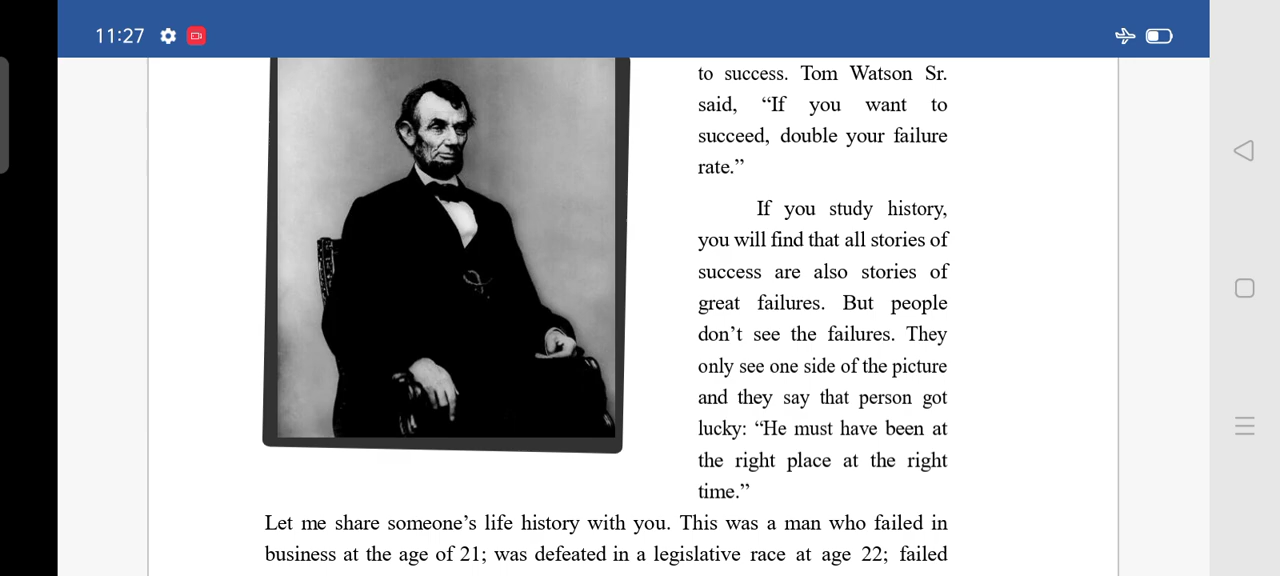 11:27
to success. Tom Watson Sr.
said, “If you want to
succeed, double your failure
rate.”
If you study history,
you will find that all stories of
success are also stories of
great failures. But people
don’t see the failures. They
only see one side of the picture
and they say that person got
lucky: “He must have been at
the right place at the right
time.”
Let me share someone’s life history with you. This was a man who failed in
business at the age of 21; was defeated in a legislative race at age 22; failed